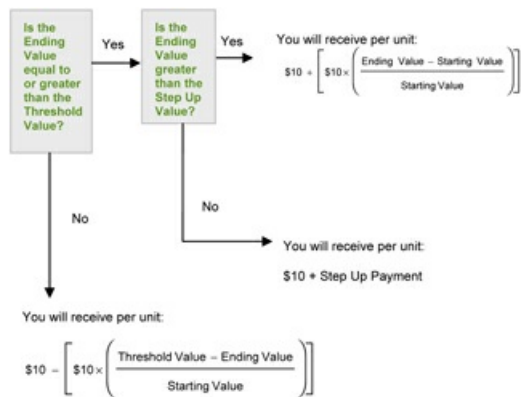 Is the
Ending
Value
equal to
or greater
than the
Threshold
Value?
Yes
Is the
Ending
Value
greater
than the
Step Up
Value?
Yes
You will receive per unit:
$10 + [ $10 × ( Ending Value – Starting Value
Starting Value ) ]
No
No
You will receive per unit:
$10 + Step Up Payment
You will receive per unit:
$10 – [ $10 × ( Threshold Value – Ending Value
Starting Value ) ]